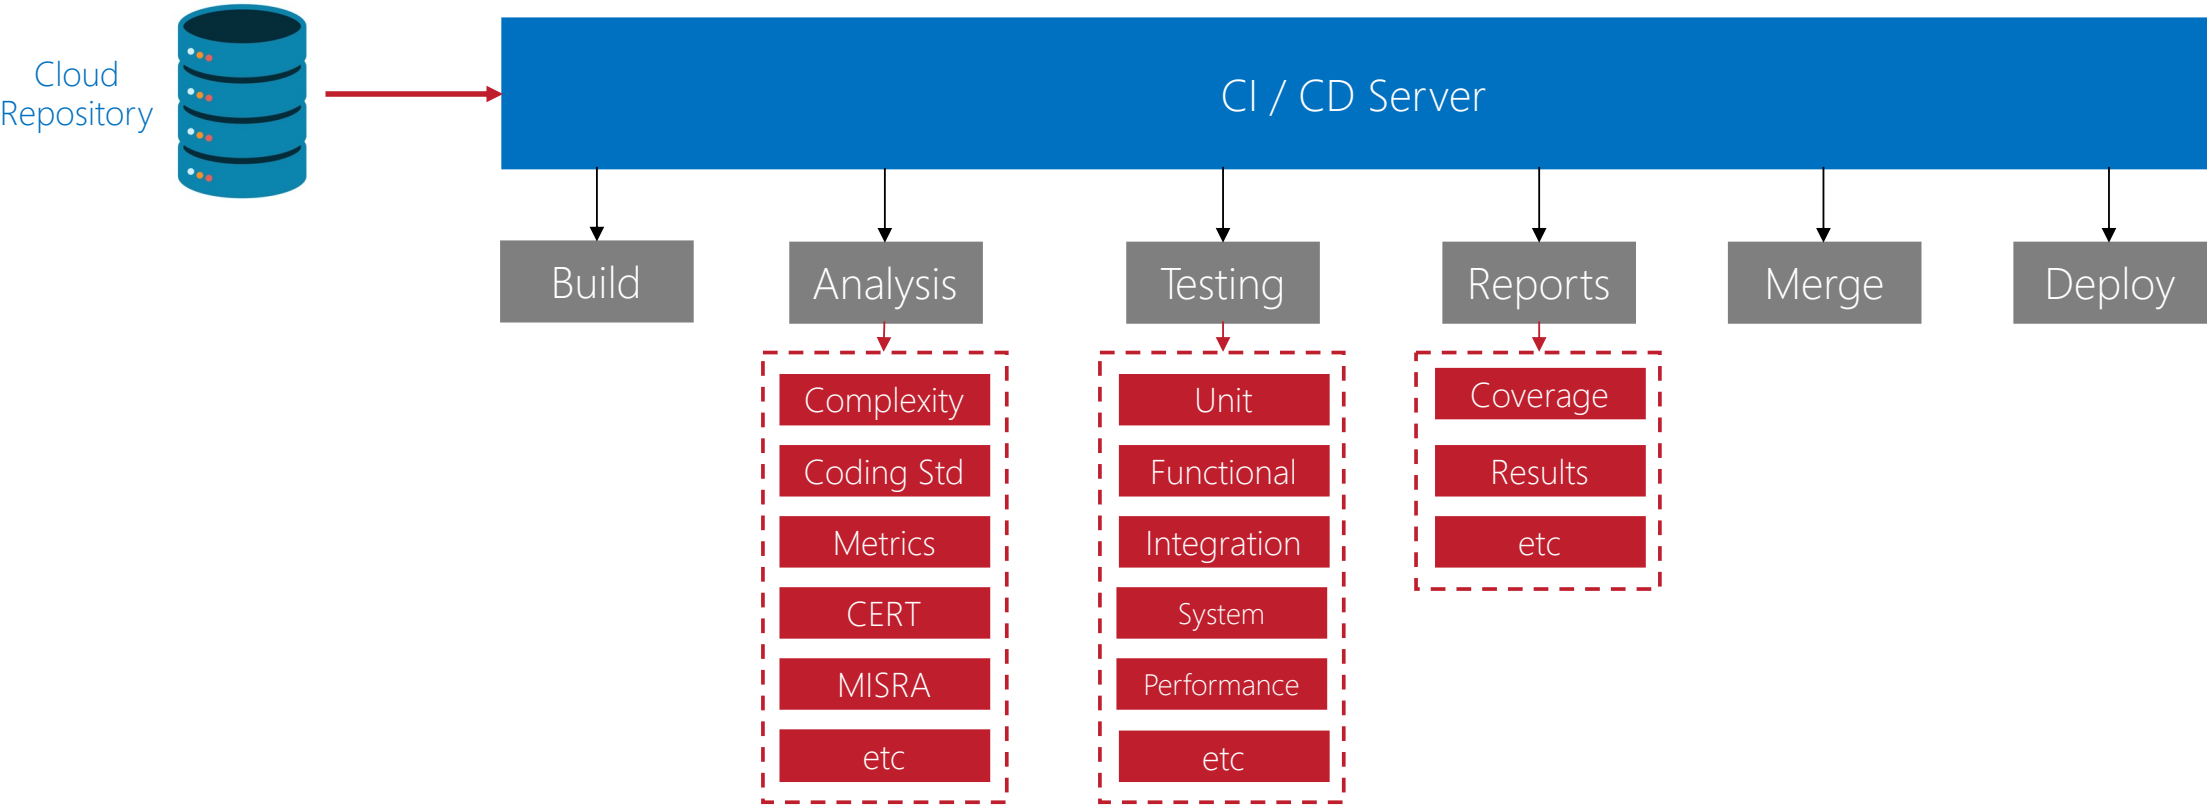 Cloud
Repository
CI / CD Server
Build
Analysis
Testing
Reports
Merge
Deploy
Complexity
Coding Std
Metrics
CERT
MISRA
etc
Unit
Functional
Integration
System
Performance
etc
Coverage
Results
etc